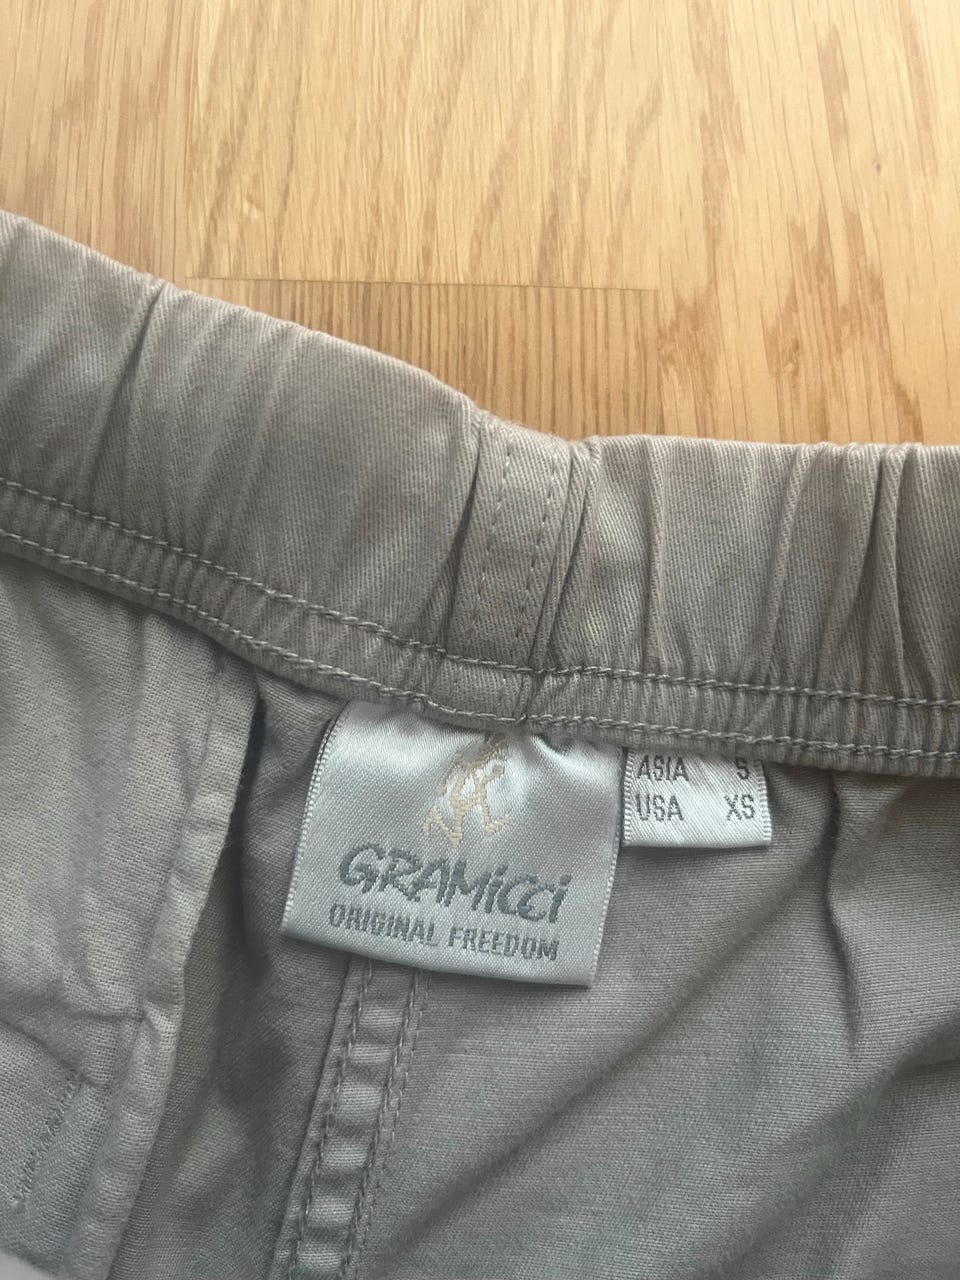 GRAMiCCi
ORIGINAL FREEDOM
ASIA S
USA XS